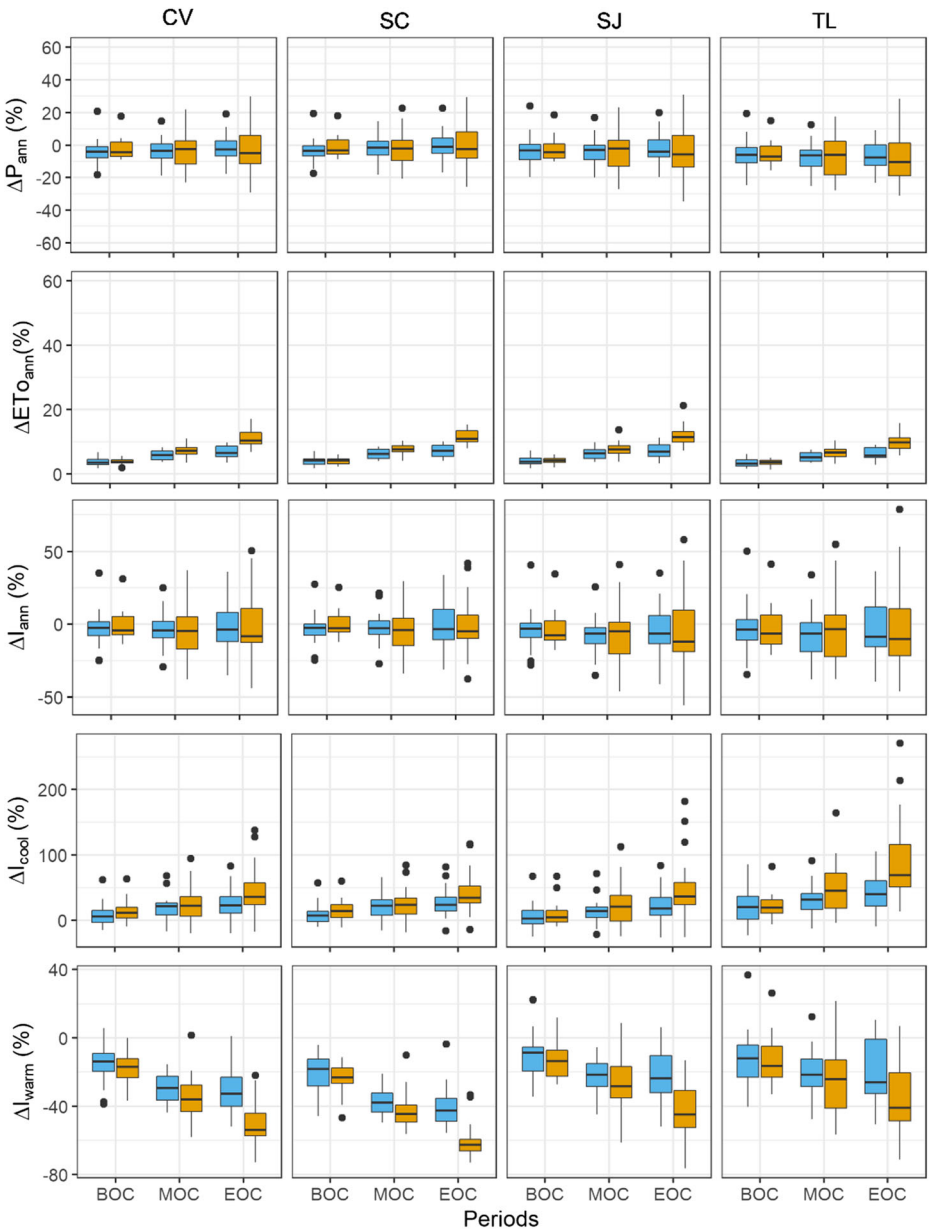 CV SC SJ TL
ΔPann (%)
60
40
20
0
-20
-40
-60
ΔEToann(%)
60
40
20
0
ΔIann (%)
50
0
-50
ΔIcool (%)
200
100
0
ΔIwarm (%)
40
0
-40
-80
BOC MOC EOC BOC MOC EOC BOC MOC EOC BOC MOC EOC
Periods